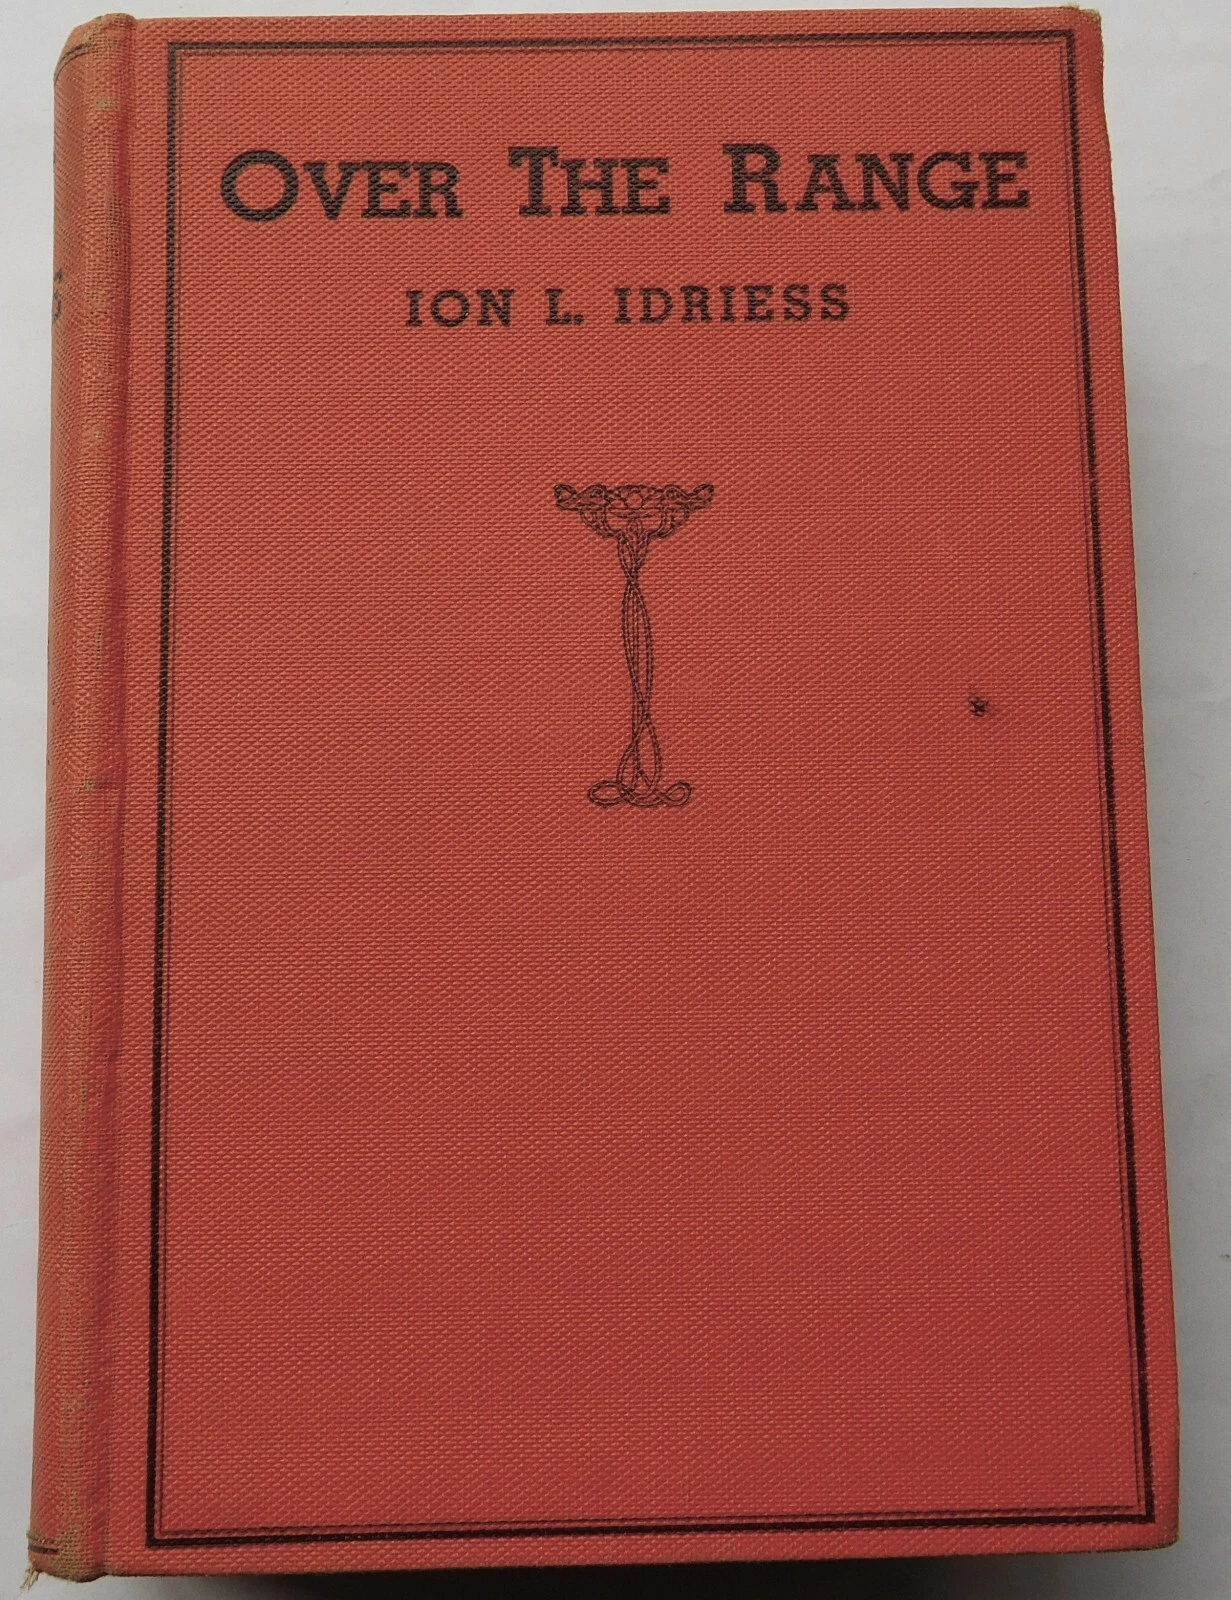 OVER THE RANGE
ION L. IDRIESS